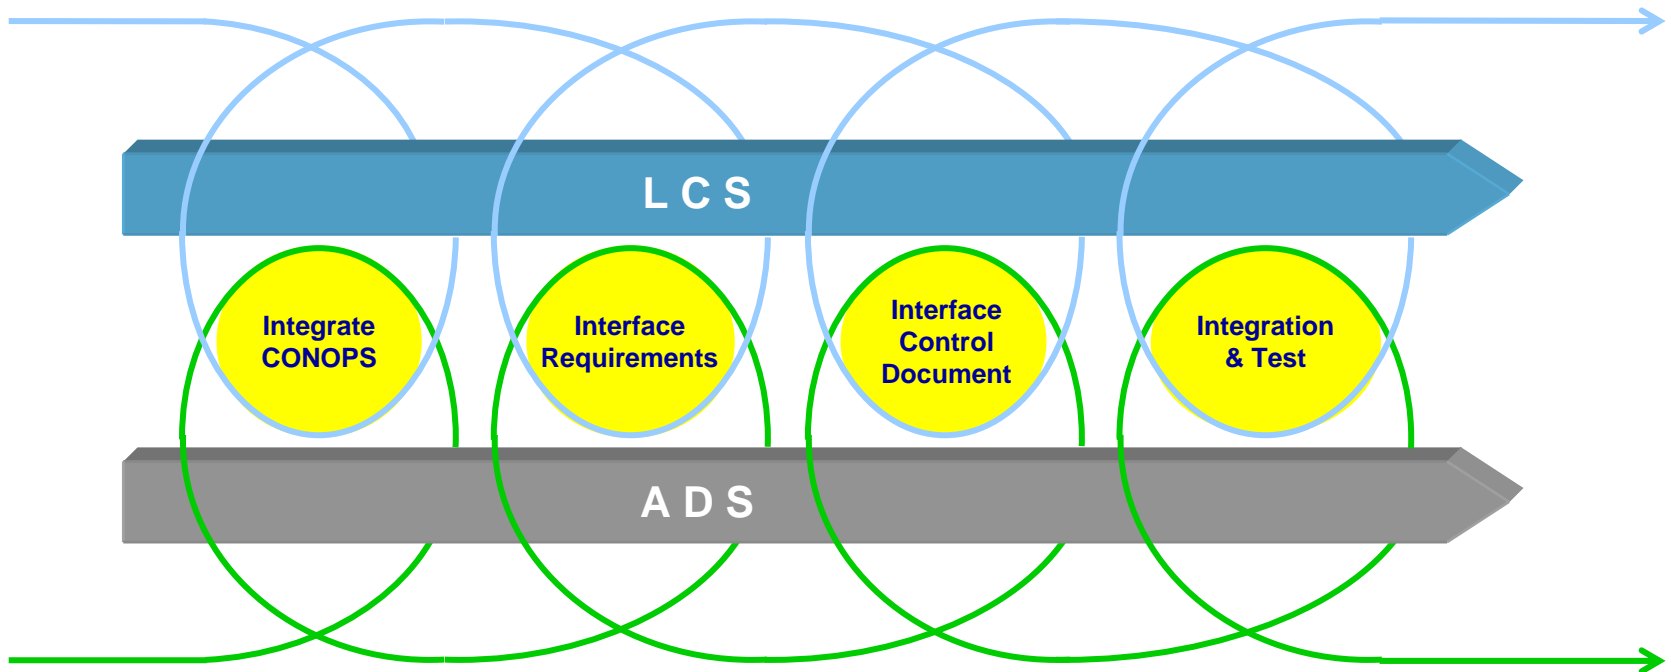 L C S
Integrate
CONOPS
Interface
Requirements
Interface
Control
Document
Integration
& Test
A D S